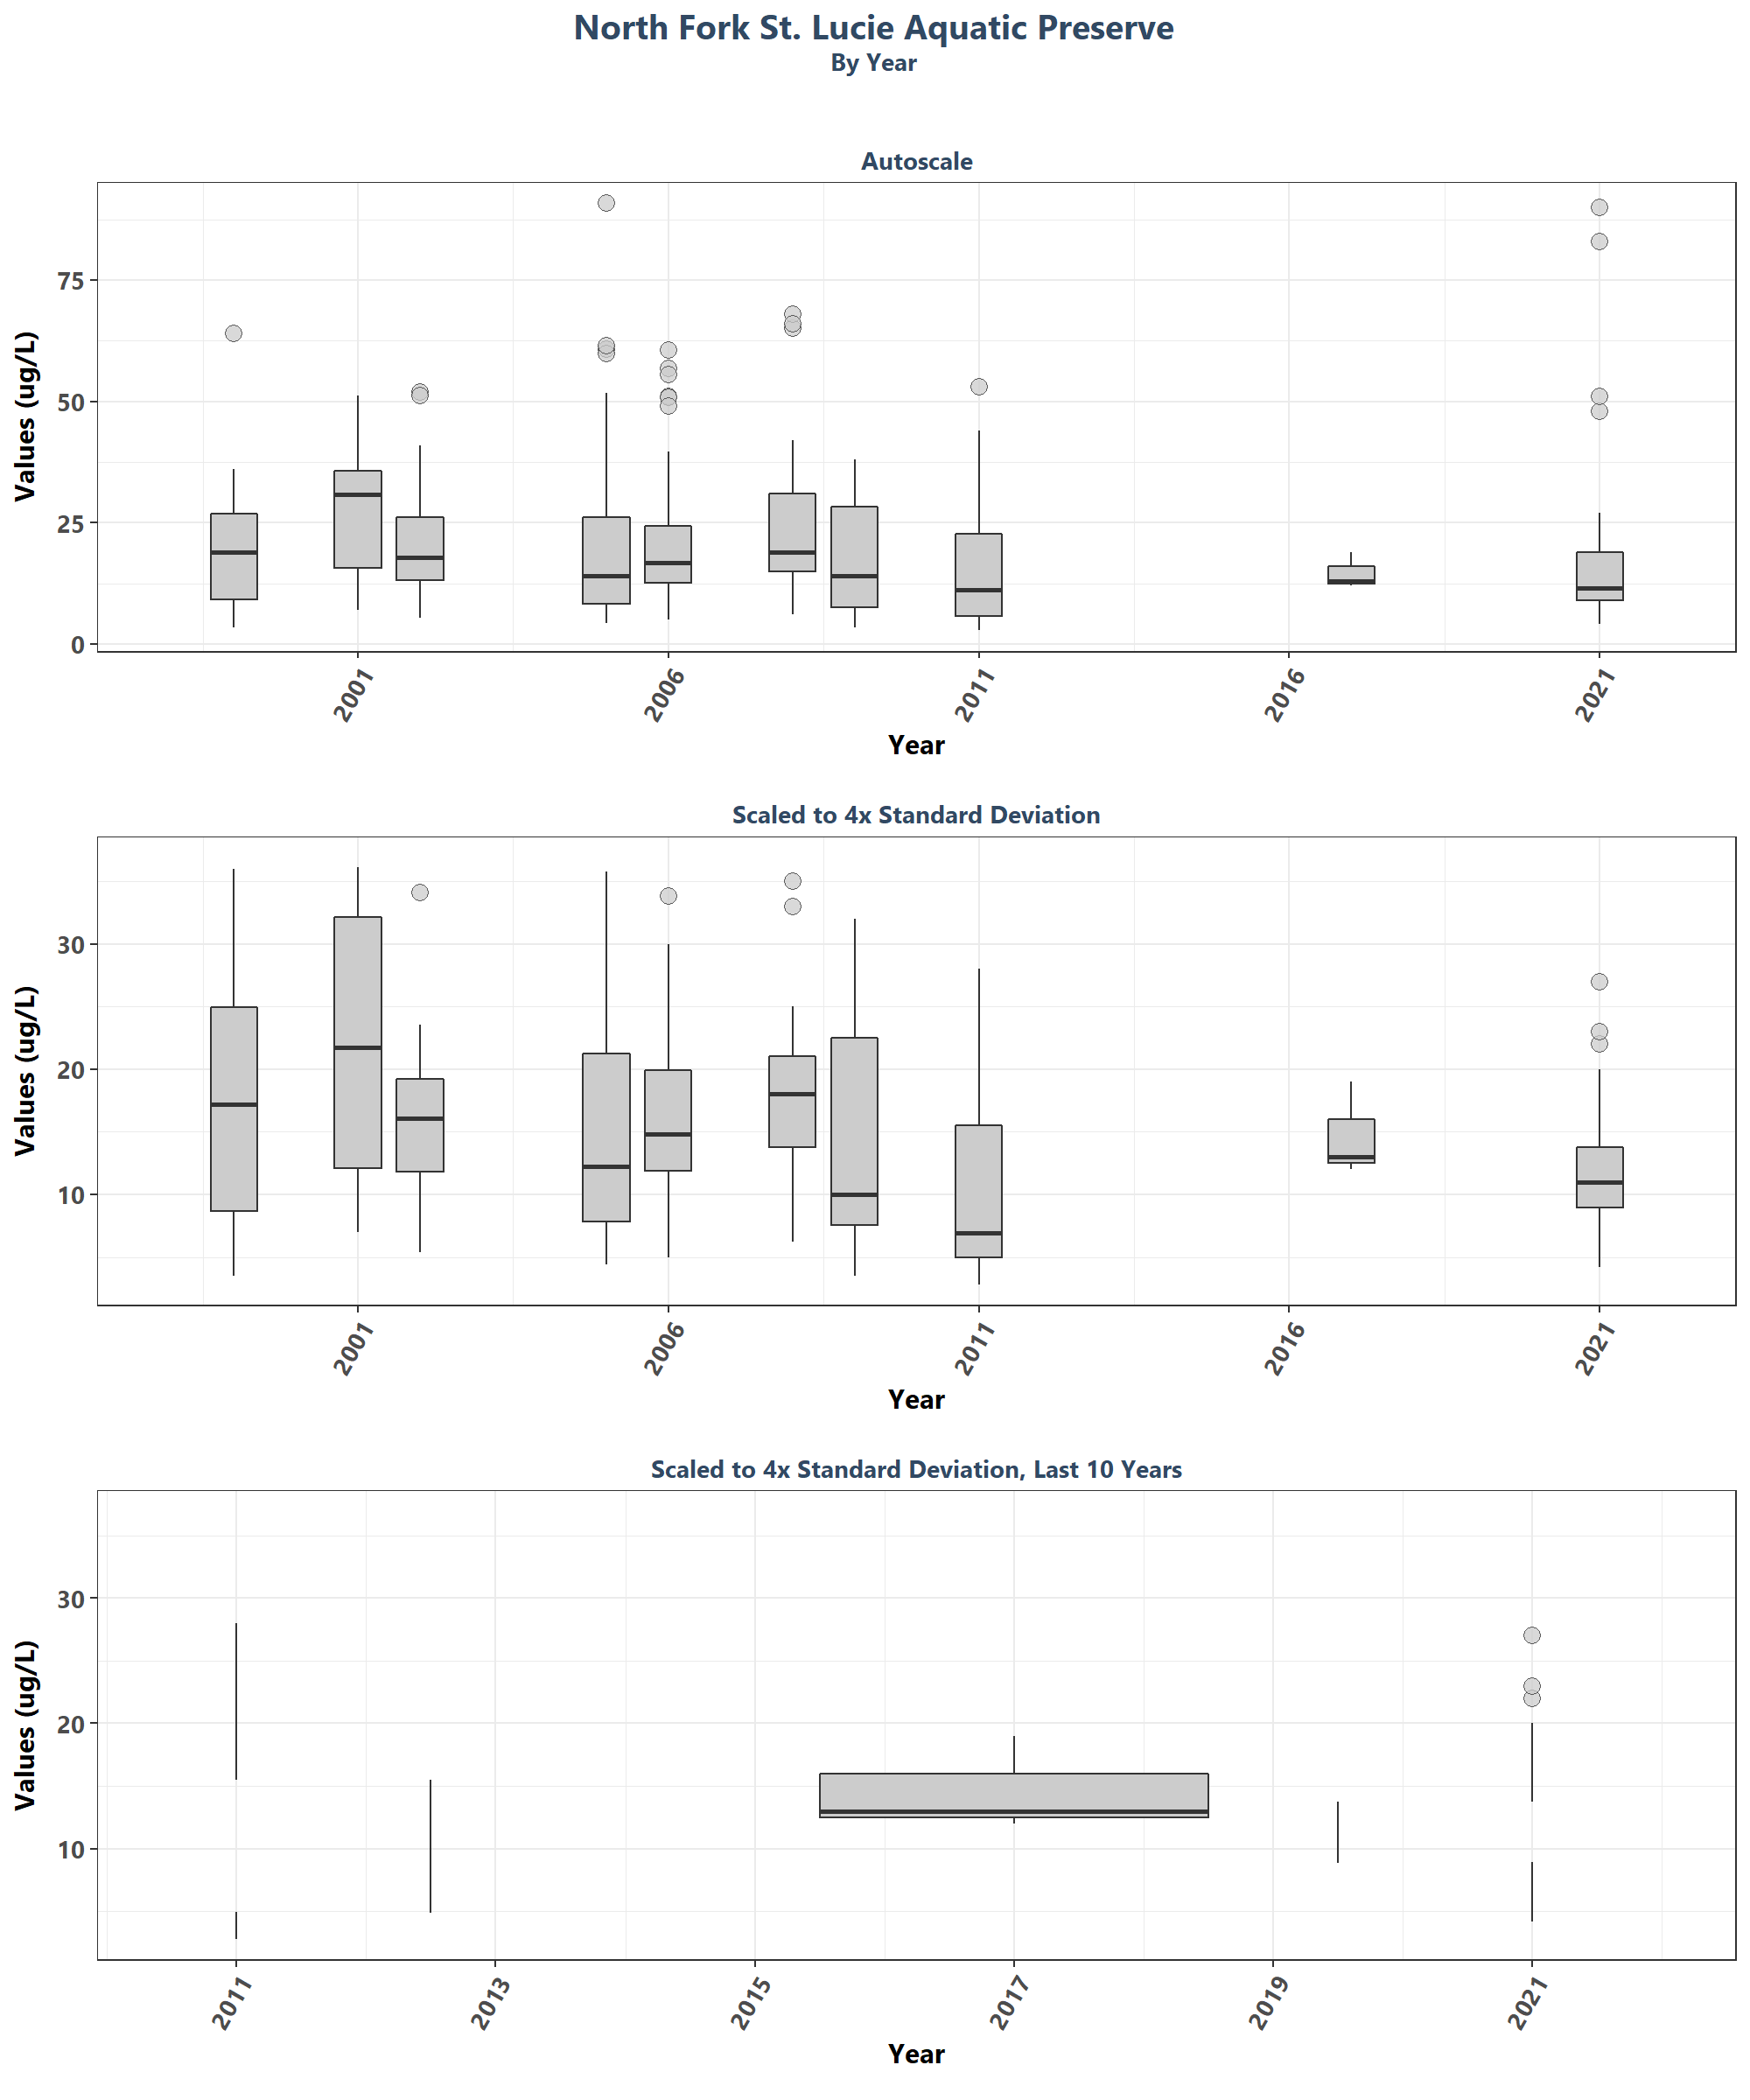 North Fork St. Lucie Aquatic Preserve
By Year
Autoscale
Values (ug/L)
75
50
25
0
2001
2006
2011
2016
2021
Year
Scaled to 4x Standard Deviation
Values (ug/L)
30
20
10
2001
2006
2011
2016
2021
Year
Scaled to 4x Standard Deviation, Last 10 Years
Values (ug/L)
30
20
10
2011
2013
2015
2017
2019
2021
Year